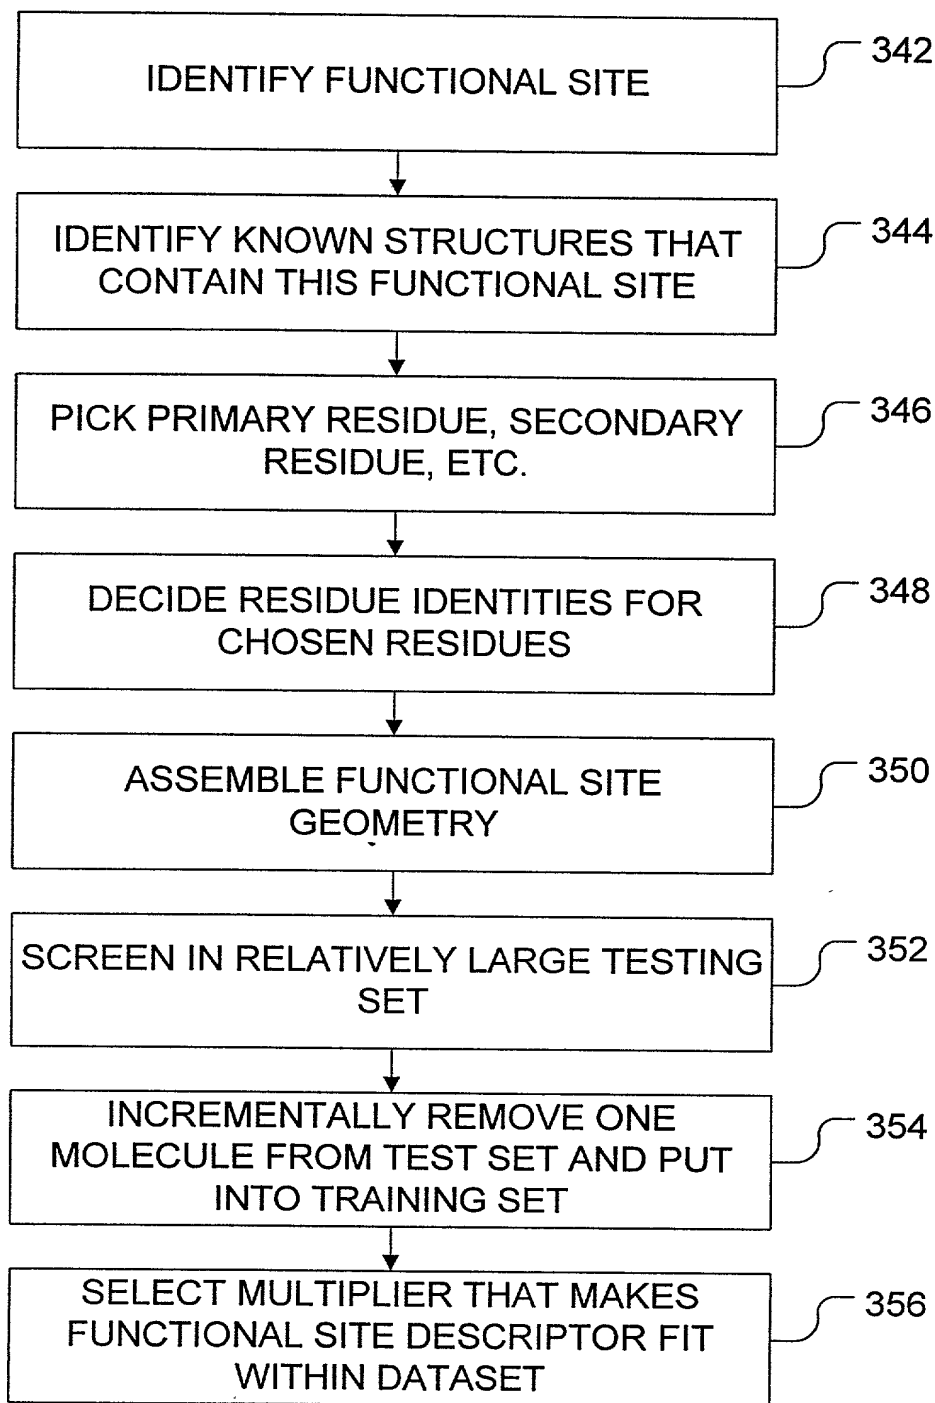 IDENTIFY FUNCTIONAL SITE
342
IDENTIFY KNOWN STRUCTURES THAT
CONTAIN THIS FUNCTIONAL SITE
344
PICK PRIMARY RESIDUE, SECONDARY
RESIDUE, ETC.
346
DECIDE RESIDUE IDENTITIES FOR
CHOSEN RESIDUES
348
ASSEMBLE FUNCTIONAL SITE
GEOMETRY
350
SCREEN IN RELATIVELY LARGE TESTING
SET
352
INCREMENTALLY REMOVE ONE
MOLECULE FROM TEST SET AND PUT
INTO TRAINING SET
354
SELECT MULTIPLIER THAT MAKES
FUNCTIONAL SITE DESCRIPTOR FIT
WITHIN DATASET
356